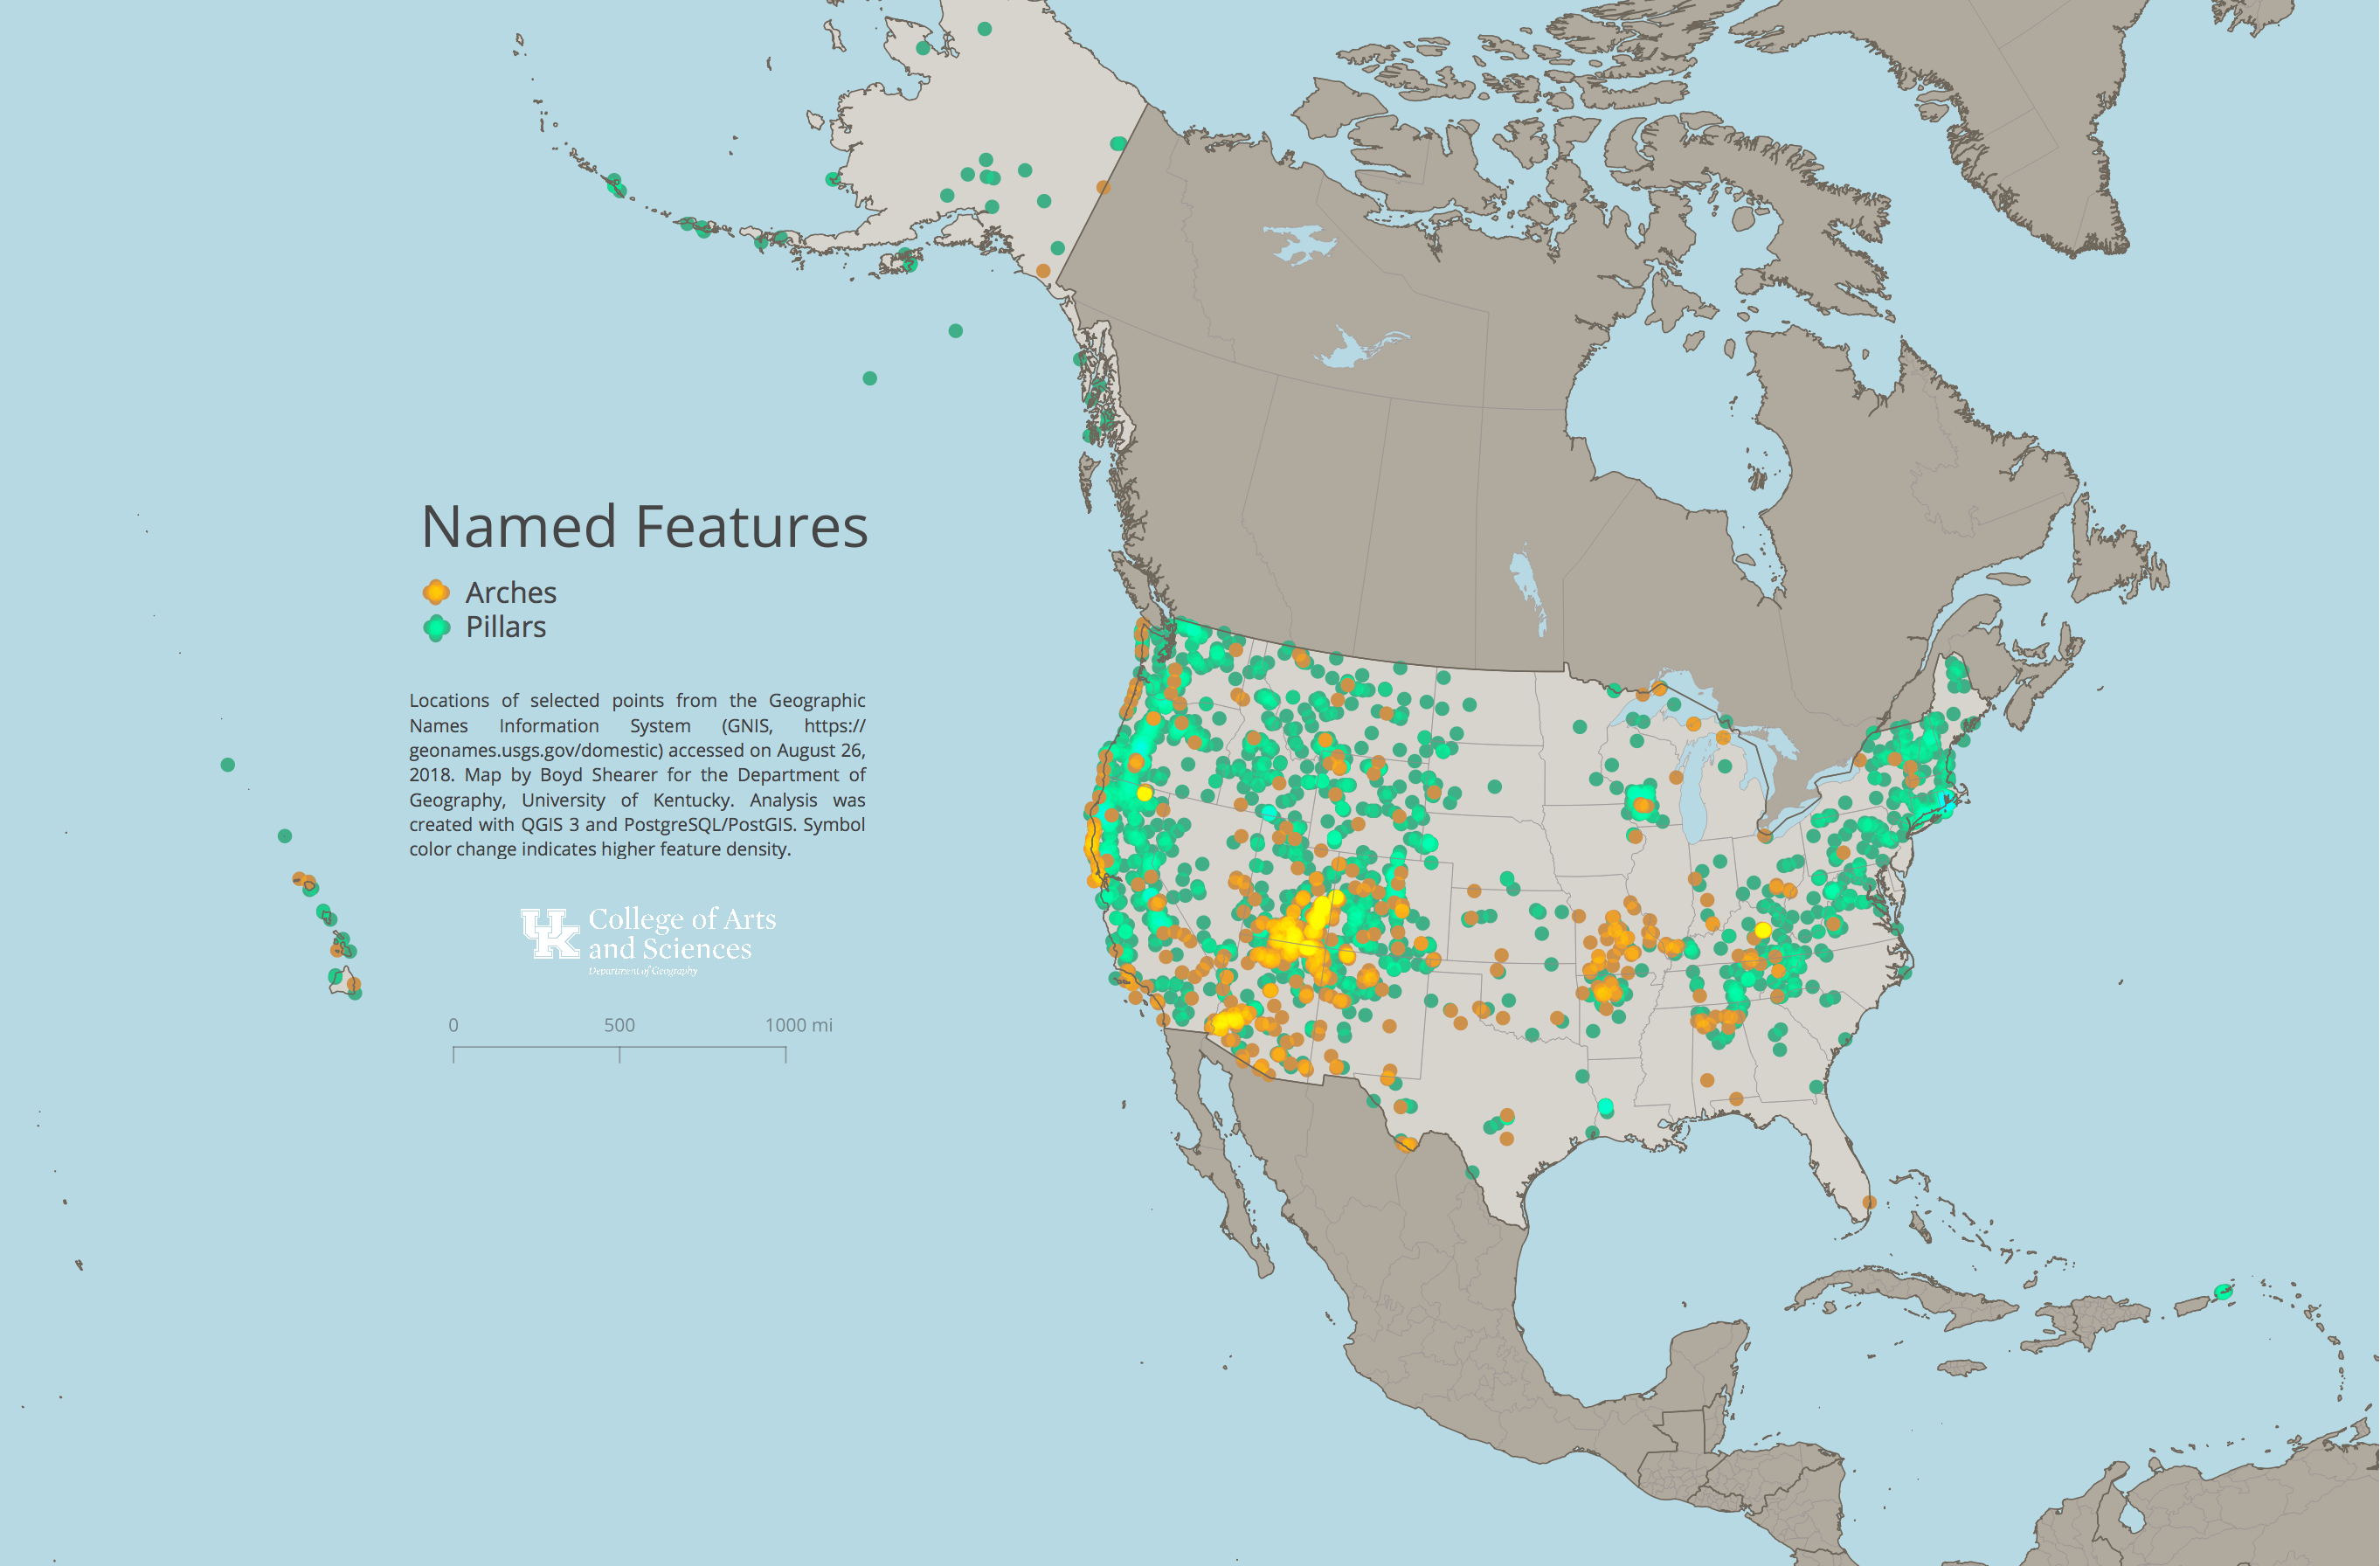 Named Features
Arches
Pillars
Locations of selected points from the Geographic
Names Information System (GNIS, https://
geonames.usgs.gov/domestic) accessed on August 26,
2018. Map by Boyd Shearer for the Department of
Geography, University of Kentucky. Analysis was
created with QGIS 3 and PostgreSQL/PostGIS. Symbol
color change indicates higher feature density.
UK College of Arts
and Sciences
Department of Geography
0 500 1000 mi